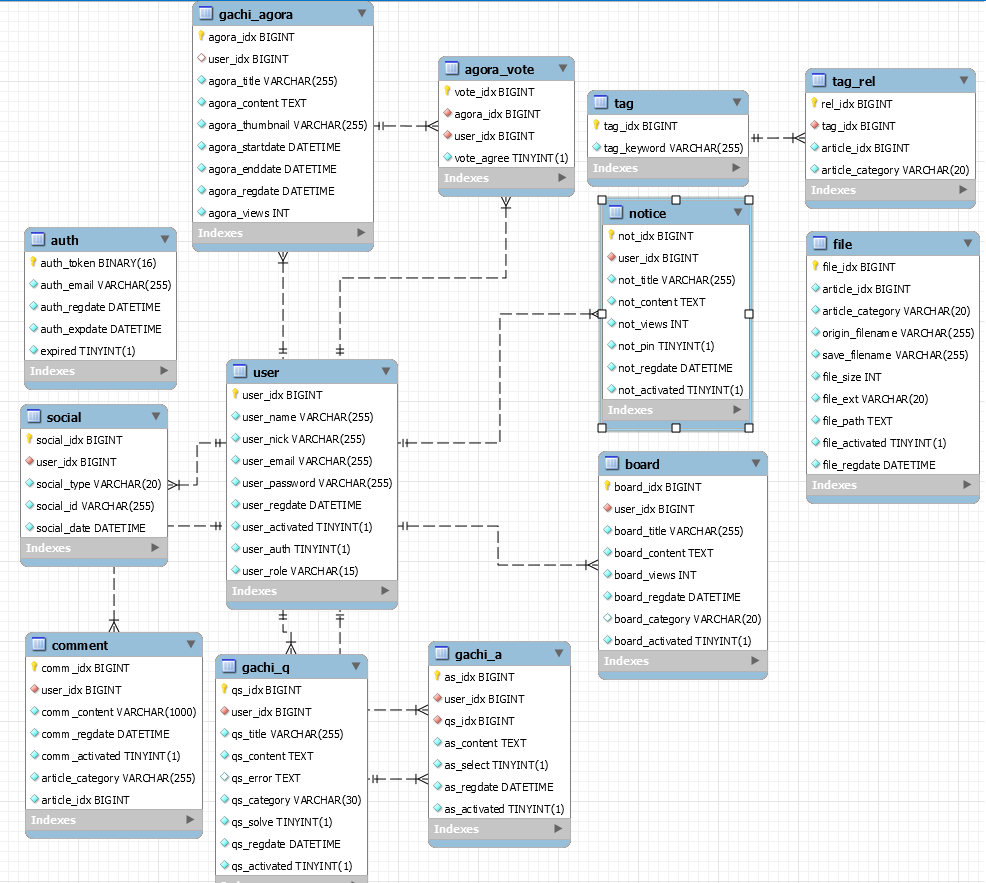 gachi_agora
agora_idx BIGINT
user_idx BIGINT
agora_title VARCHAR(255)
agora_content TEXT
agora_thumbnail VARCHAR(255)
agora_startdate DATETIME
agora_enddate DATETIME
agora_regdate DATETIME
agora_views INT
Indexes
agora_vote
vote_idx BIGINT
agora_idx BIGINT
user_idx BIGINT
vote_agree TINYINT(1)
Indexes
tag
tag_idx BIGINT
tag_keyword VARCHAR(255)
Indexes
tag_rel
rel_idx BIGINT
tag_idx BIGINT
article_idx BIGINT
article_category VARCHAR(20)
Indexes
auth
auth_token BINARY(16)
auth_email VARCHAR(255)
auth_regdate DATETIME
auth_expdate DATETIME
expired TINYINT(1)
Indexes
notice
not_idx BIGINT
user_idx BIGINT
not_title VARCHAR(255)
not_content TEXT
not_views INT
not_pin TINYINT(1)
not_regdate DATETIME
not_activated TINYINT(1)
Indexes
file
file_idx BIGINT
article_idx BIGINT
article_category VARCHAR(20)
origin_filename VARCHAR(255)
save_filename VARCHAR(255)
file_size INT
file_ext VARCHAR(20)
file_path TEXT
file_activated TINYINT(1)
file_regdate DATETIME
Indexes
social
social_idx BIGINT
user_idx BIGINT
social_type VARCHAR(20)
social_id VARCHAR(255)
social_date DATETIME
Indexes
user
user_idx BIGINT
user_name VARCHAR(255)
user_nick VARCHAR(255)
user_email VARCHAR(255)
user_password VARCHAR(255)
user_regdate DATETIME
user_activated TINYINT(1)
user_auth TINYINT(1)
user_role VARCHAR(15)
Indexes
board
board_idx BIGINT
user_idx BIGINT
board_title VARCHAR(255)
board_content TEXT
board_views INT
board_regdate DATETIME
board_category VARCHAR(20)
board_activated TINYINT(1)
Indexes
comment
comm_idx BIGINT
user_idx BIGINT
comm_content VARCHAR(1000)
comm_regdate DATETIME
comm_activated TINYINT(1)
article_category VARCHAR(255)
article_idx BIGINT
Indexes
gachi_q
qs_idx BIGINT
user_idx BIGINT
qs_title VARCHAR(255)
qs_content TEXT
qs_error TEXT
qs_category VARCHAR(30)
qs_solve TINYINT(1)
qs_regdate DATETIME
qs_activated TINYINT(1)
gachi_a
as_idx BIGINT
user_idx BIGINT
qs_idx BIGINT
as_content TEXT
as_select TINYINT(1)
as_regdate DATETIME
as_activated TINYINT(1)
Indexes